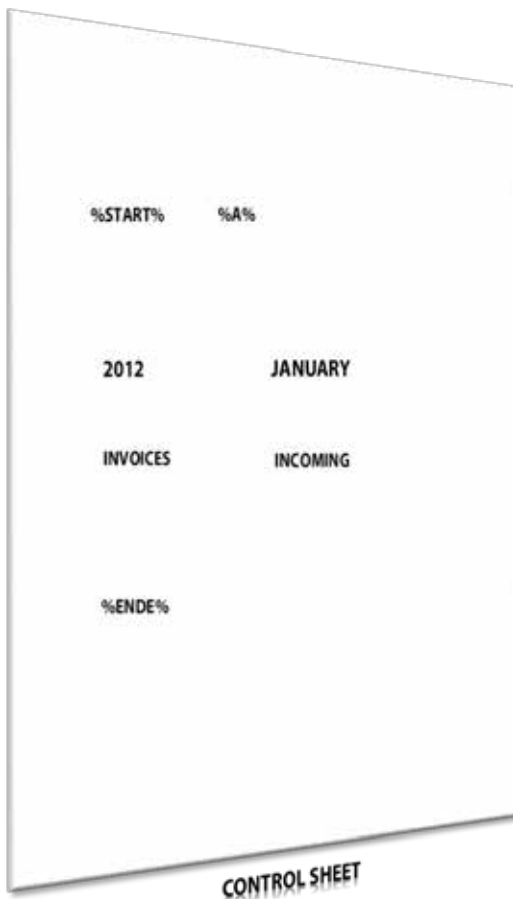 %START% %A%
2012 JANUARY
INVOICES INCOMING
%ENDE%
CONTROL SHEET